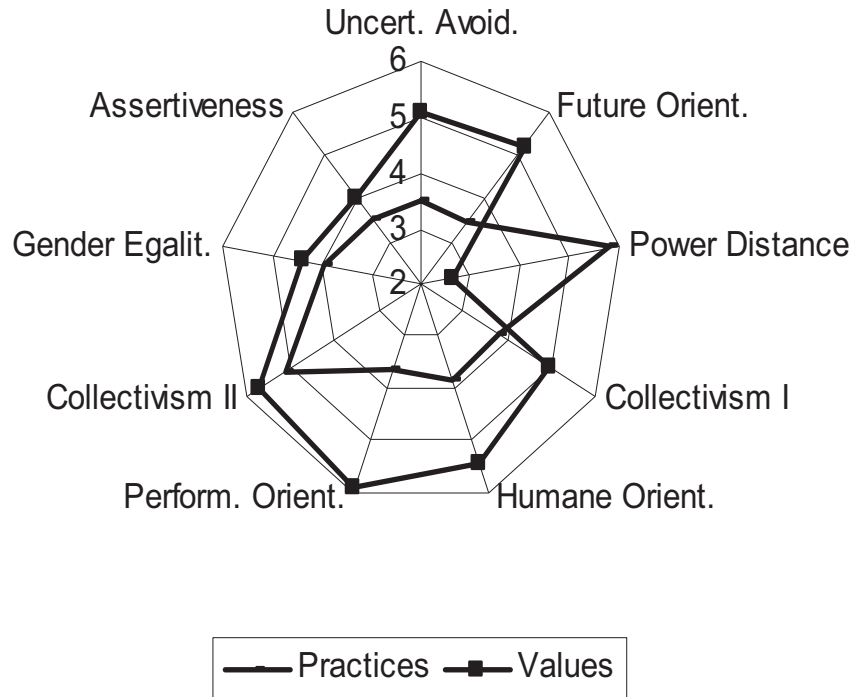 Uncert. Avoid.
6
Assertiveness
Future Orient.
5
4
3
Gender Egalit.
Power Distance
2
Collectivism II
Collectivism I
Perform. Orient.
Humane Orient.
Practices
Values